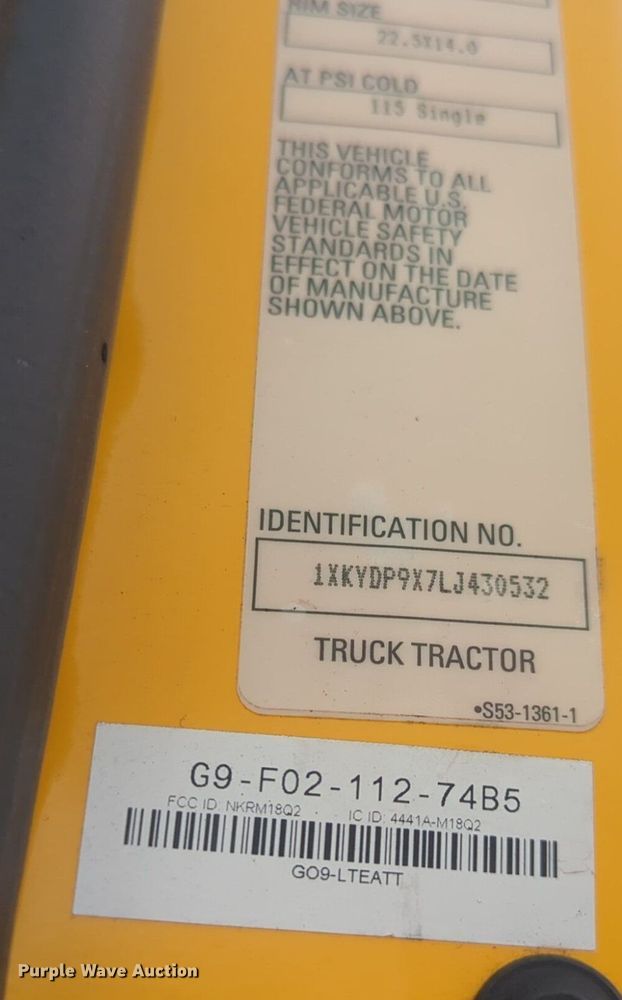 RIM SIZE
22.5X14.0
AT PSI COLD
115 Single
THIS VEHICLE
CONFORMS TO ALL
APPLICABLE U.S.
FEDERAL MOTOR
VEHICLE SAFETY
STANDARDS IN
EFFECT ON THE DATE
OF MANUFACTURE
SHOWN ABOVE.
IDENTIFICATION NO.
1XKYDP9X7LJ430532
TRUCK TRACTOR
•S53-1361-1
G9-F02-112-74B5
FCC ID: NKRM18Q2 IC ID: 4441A-M18Q2
GO9-LTEATT
Purple Wave Auction